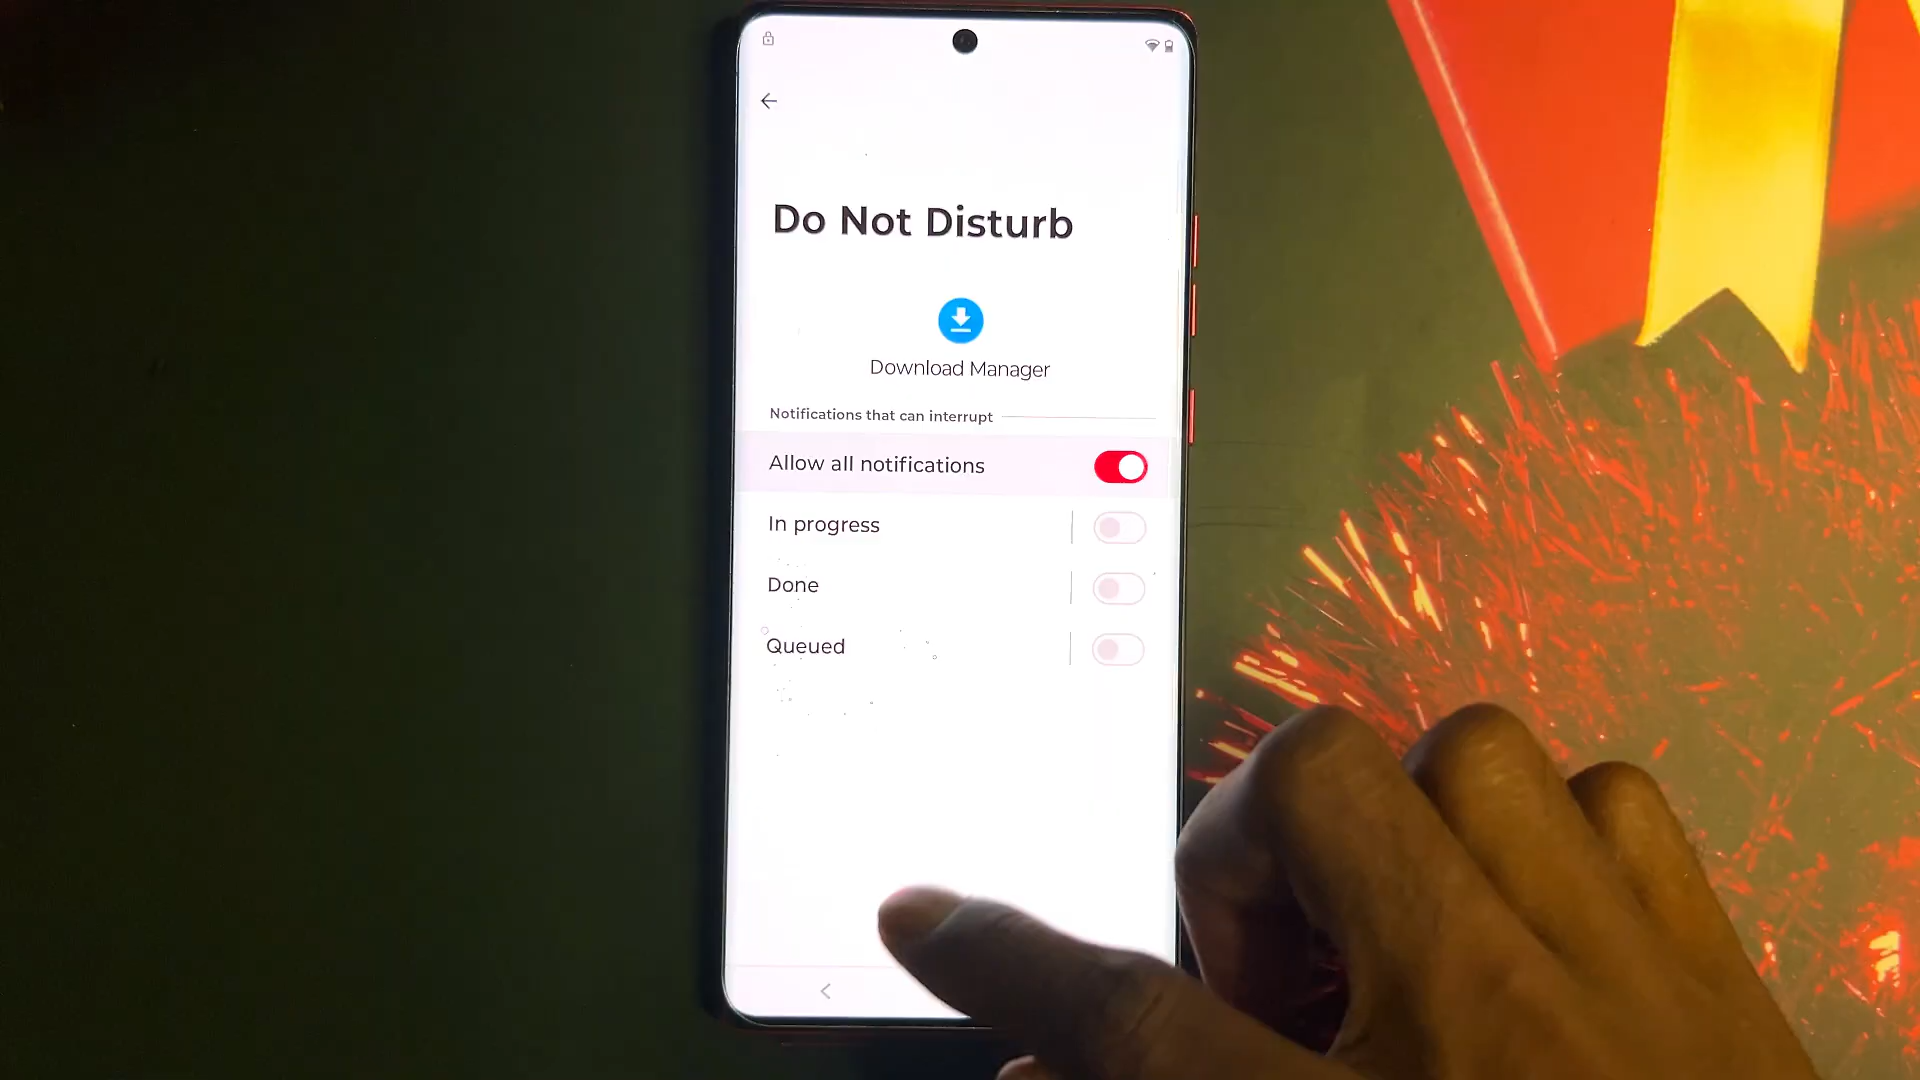 Do Not Disturb
Download Manager
Notifications that can interrupt
Allow all notifications
In progress
Done
Queued